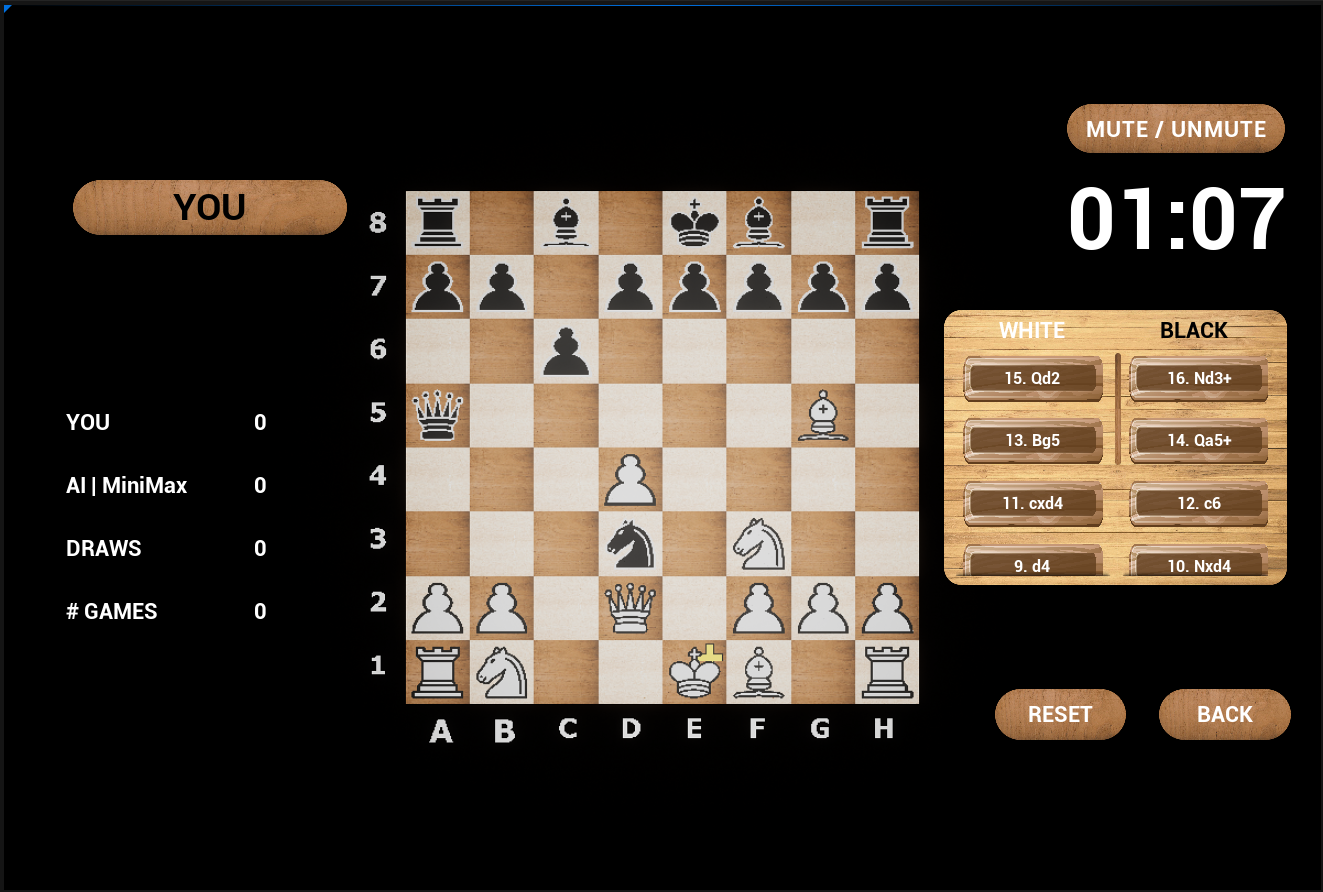 MUTE / UNMUTE
YOU
01:07
8
7
6
5
4
3
2
1
A B C D E F G H
YOU 0
AI | MiniMax 0
DRAWS 0
# GAMES 0
WHITE BLACK
15. Qd2 16. Nd3+
13. Bg5 14. Qa5+
11. cxd4 12. c6
9. d4 10. Nxd4
RESET BACK